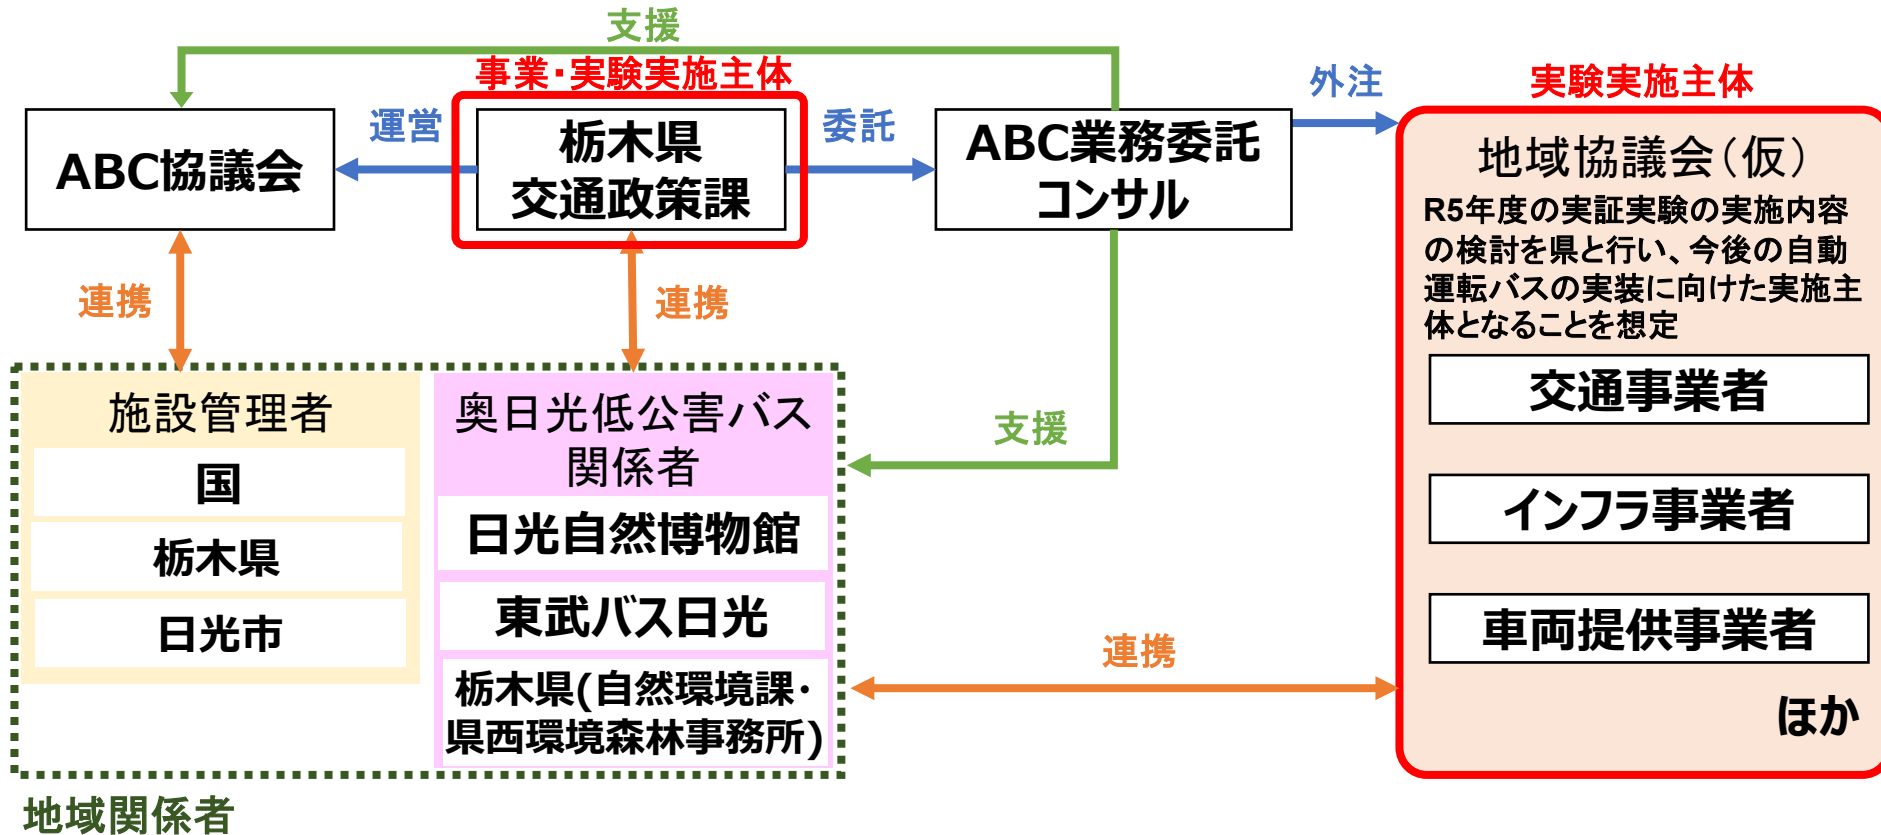 支援
事業・実験実施主体
運営
委託
外注
実験実施主体
ABC協議会
栃木県
交通政策課
ABC業務委託
コンサル
地域協議会（仮）
R5年度の実証実験の実施内容
の検討を県と行い、今後の自動
運転バスの実装に向けた実施主
体となることを想定
交通事業者
インフラ事業者
車両提供事業者
ほか
連携
連携
支援
連携
施設管理者
国
栃木県
日光市
奥日光低公害バス
関係者
日光自然博物館
東武バス日光
栃木県(自然環境課・
県西環境森林事務所)
地域関係者